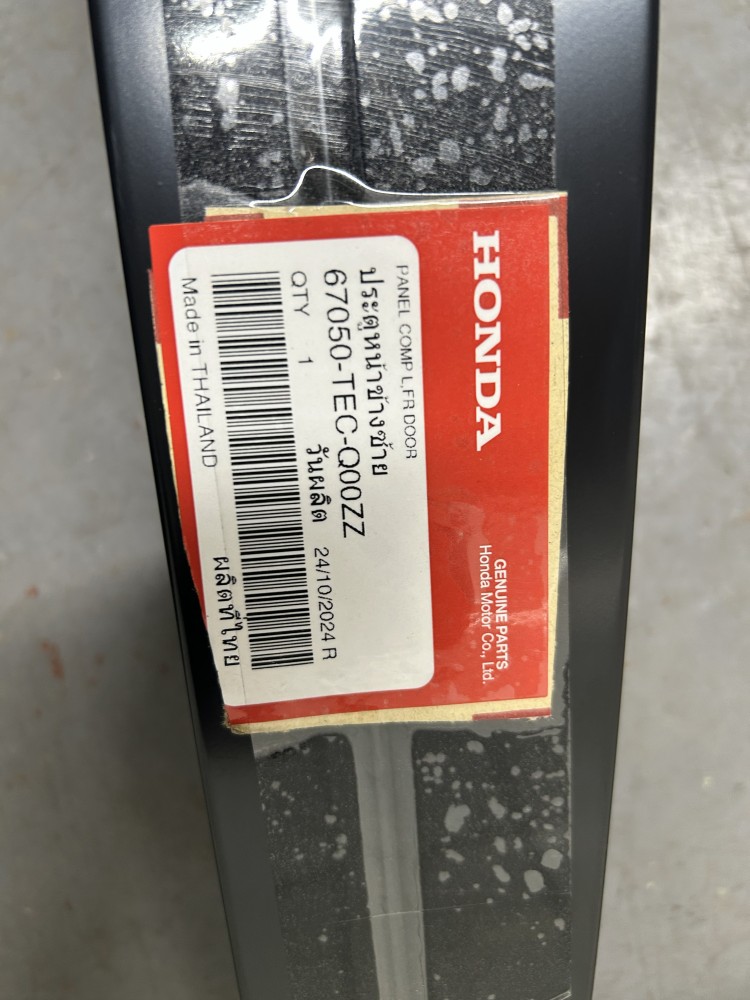 HONDA
GENUINE PARTS
Honda Motor Co., Ltd.
PANEL COMP L,FR DOOR
ประตูหน้าข้างซ้าย
67050-TEC-Q00ZZ
QTY 1 วันผลิต 24/10/2024 R
Made in THAILAND ผลิตที่ไทย